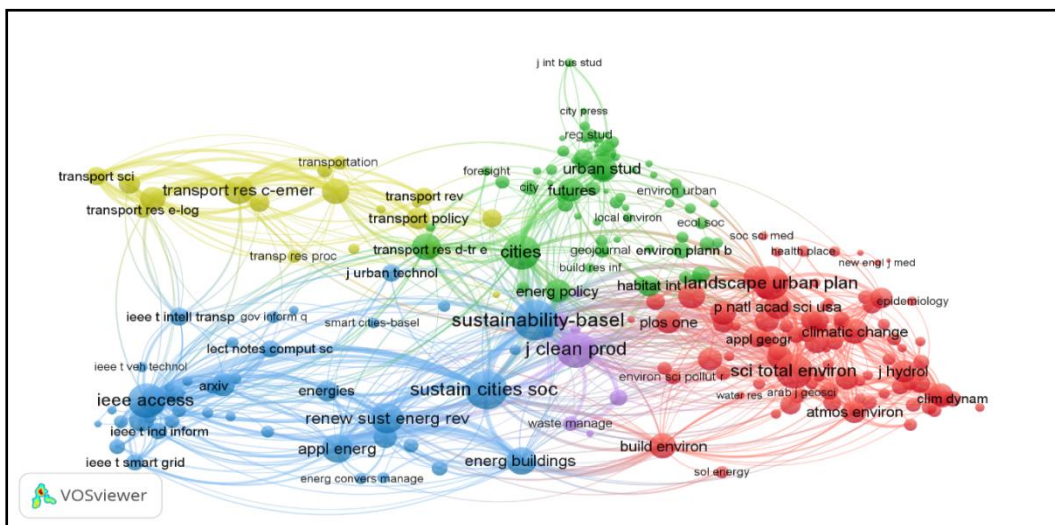 j int bus stud
city press
reg stud
urban stud
transportation
foresight
transport sci
transport res c-emer
city
futures
environ urban
transport rev
transport res e-log
transport policy
local environ
ecol soc
soc sci med
transport res d-tr e
cities
geojournal
environ plann b
health place
transp res proc
build res inf
new engl j med
j urban technol
energ policy
habitat int
landscape urban plan
epidemiology
p natl acad sci usa
ieee t intell transp
gov inform q
smart cities-basel
sustainability-basel
plos one
climatic change
appl geogr
lect notes comput sc
j clean prod
ieee t veh technol
sci total environ
j hydrol
environ sci pollut r
arxiv
energies
sustain cities soc
water res
arab j geosci
clim dynam
ieee access
atmos environ
renew sust energ rev
waste manage
ieee t ind inform
appl energ
build environ
ieee t smart grid
energ buildings
energ convers manage
sol energy
VOSviewer